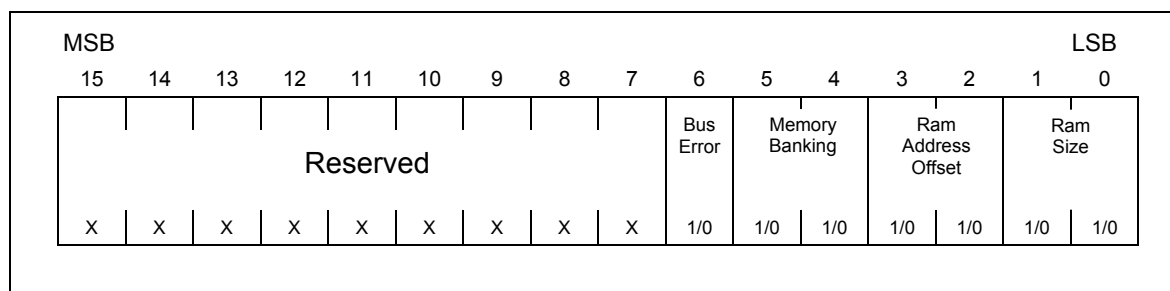 MSB LSB
15 14 13 12 11 10 9 8 7 6 5 4 3 2 1 0
Reserved
Bus
Error
Memory
Banking
Ram
Address
Offset
Ram
Size
X X X X X X X X X 1/0 1/0 1/0 1/0 1/0 1/0 1/0